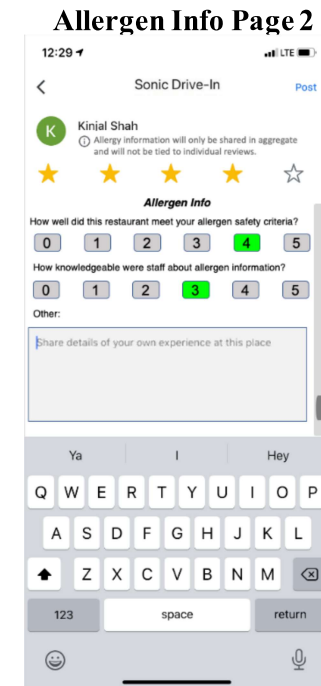 Allergen Info Page 2
12:29 LTE
Sonic Drive-In Post
K Kinjal Shah
Allergy information will only be shared in aggregate
and will not be tied to individual reviews.
Allergen Info
How well did this restaurant meet your allergen safety criteria?
0 1 2 3 4 5
How knowledgeable were staff about allergen information?
0 1 2 3 4 5
Other:
Share details of your own experience at this place
Ya I Hey
Q W E R T Y U I O P
A S D F G H J K L
Z X C V B N M
123 space return